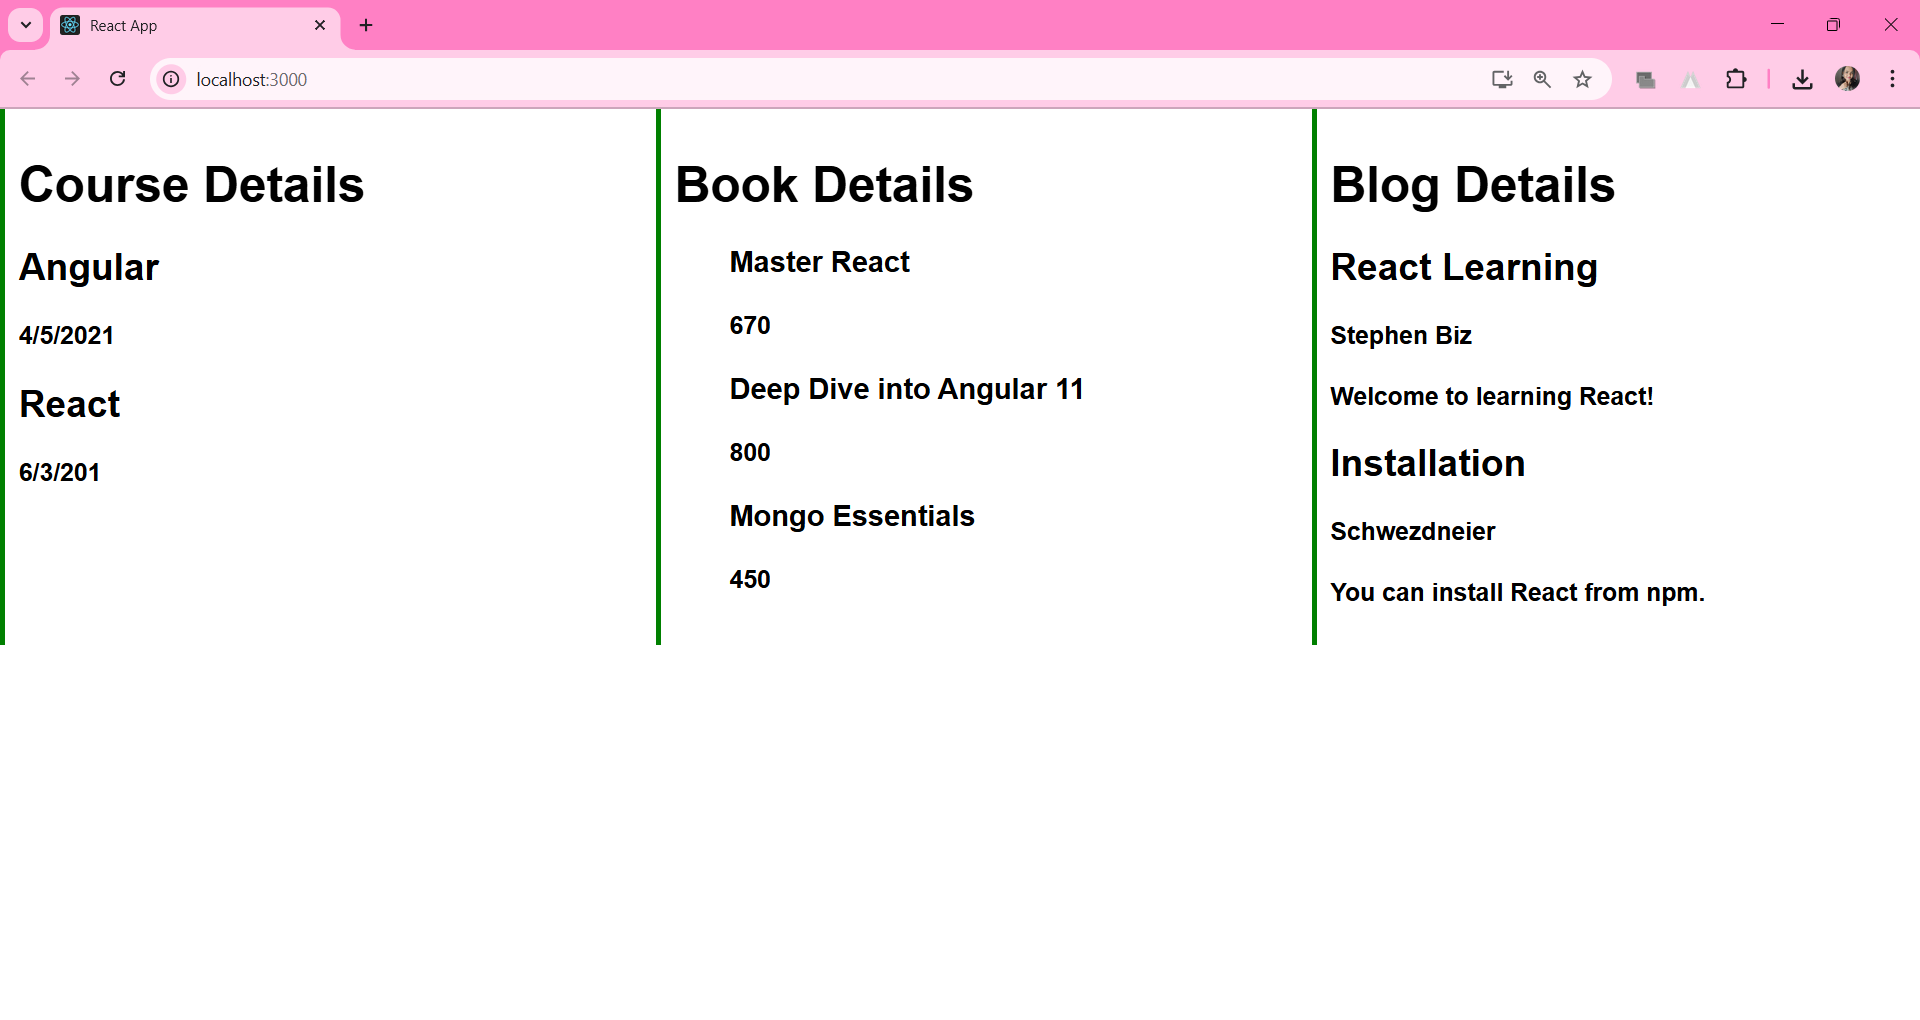 React App
localhost:3000
Course Details
Angular
4/5/2021
React
6/3/201
Book Details
Master React
670
Deep Dive into Angular 11
800
Mongo Essentials
450
Blog Details
React Learning
Stephen Biz
Welcome to learning React!
Installation
Schwezdneier
You can install React from npm.